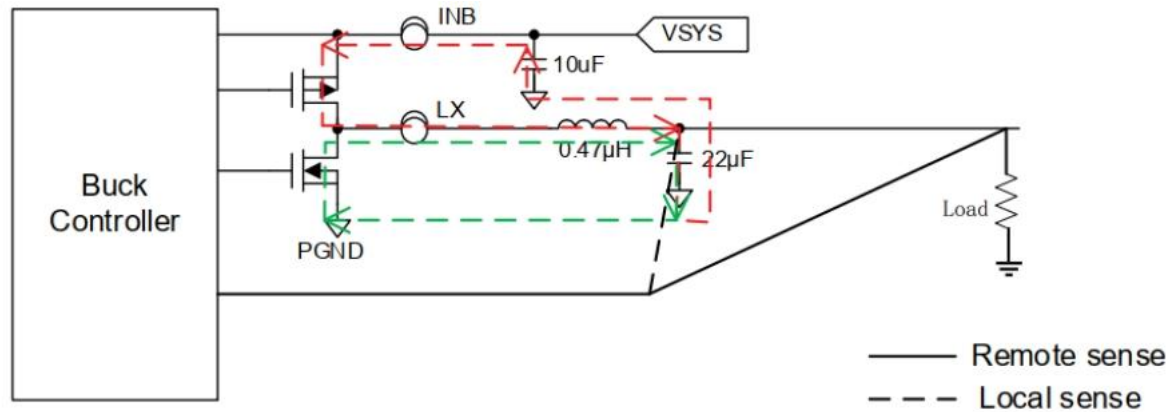 INB
VSYS
10uF
LX
0.47μH
22μF
Buck
Controller
Load
PGND
Remote sense
Local sense